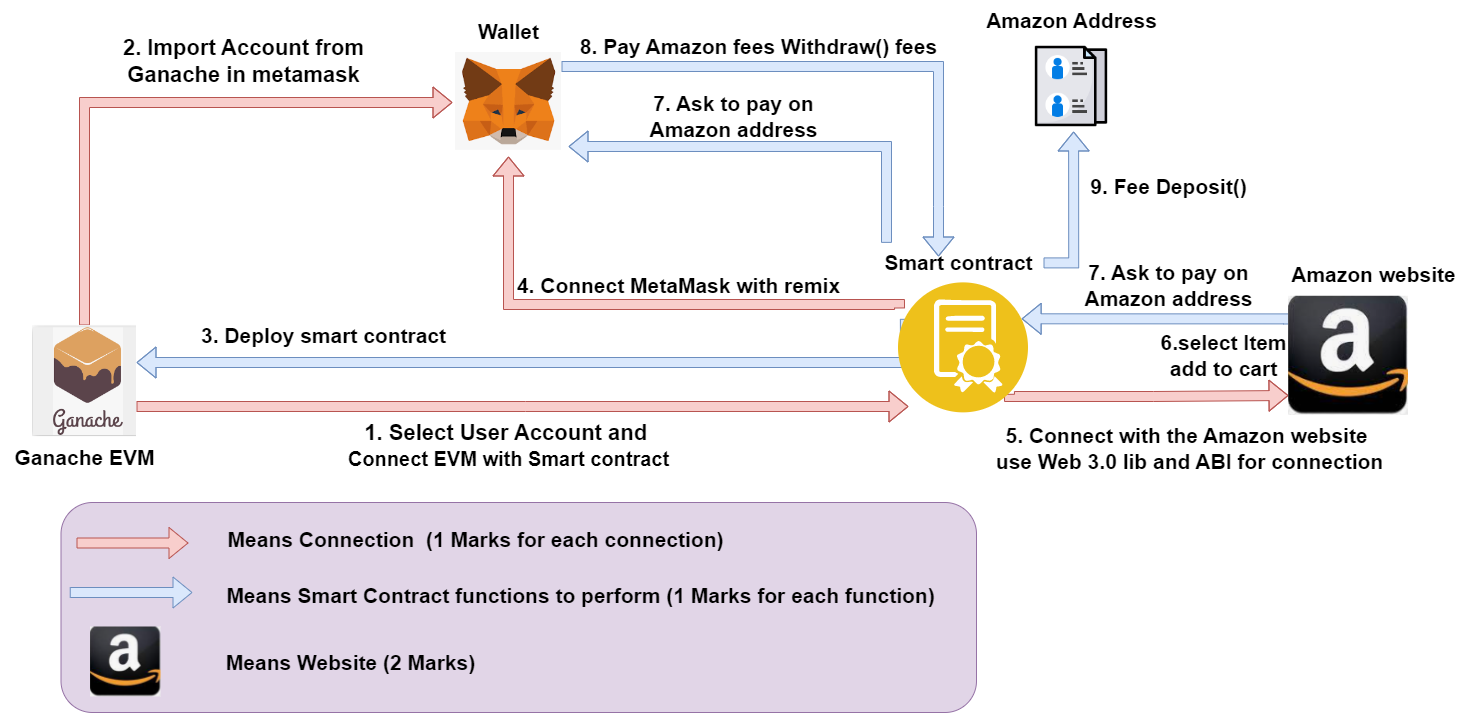 Wallet
Amazon Address
2. Import Account from
Ganache in metamask
8. Pay Amazon fees Withdraw() fees
7. Ask to pay on
Amazon address
9. Fee Deposit()
Smart contract
7. Ask to pay on
Amazon address
Amazon website
4. Connect MetaMask with remix
3. Deploy smart contract
6.select Item
add to cart
a
Ganache
Ganache EVM
1. Select User Account and
Connect EVM with Smart contract
5. Connect with the Amazon website
use Web 3.0 lib and ABI for connection
Means Connection (1 Marks for each connection)
Means Smart Contract functions to perform (1 Marks for each function)
a
Means Website (2 Marks)